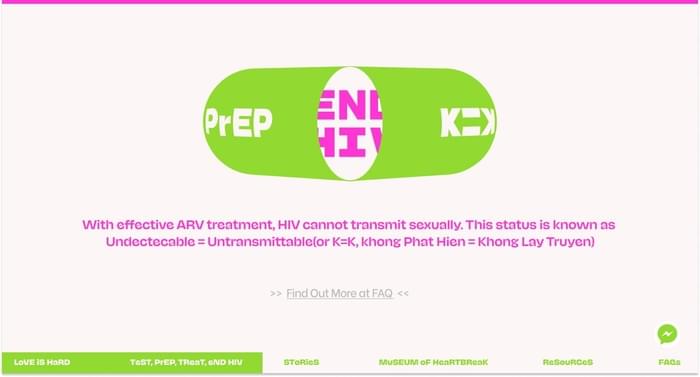 PrEP
END
HIV
K=K
With effective ARV treatment, HIV cannot transmit sexually. This status is known as
Undectecable = Untransmittable(or K=K, khong Phat Hien = Khong Lay Truyen)
>> Find Out More at FAQ <<
LoVE iS HaRD
TeST, PrEP, TReaT, eND HIV
SToRieS
MuSEUM oF HeaRTBReaK
ReSouRCeS
FAQs